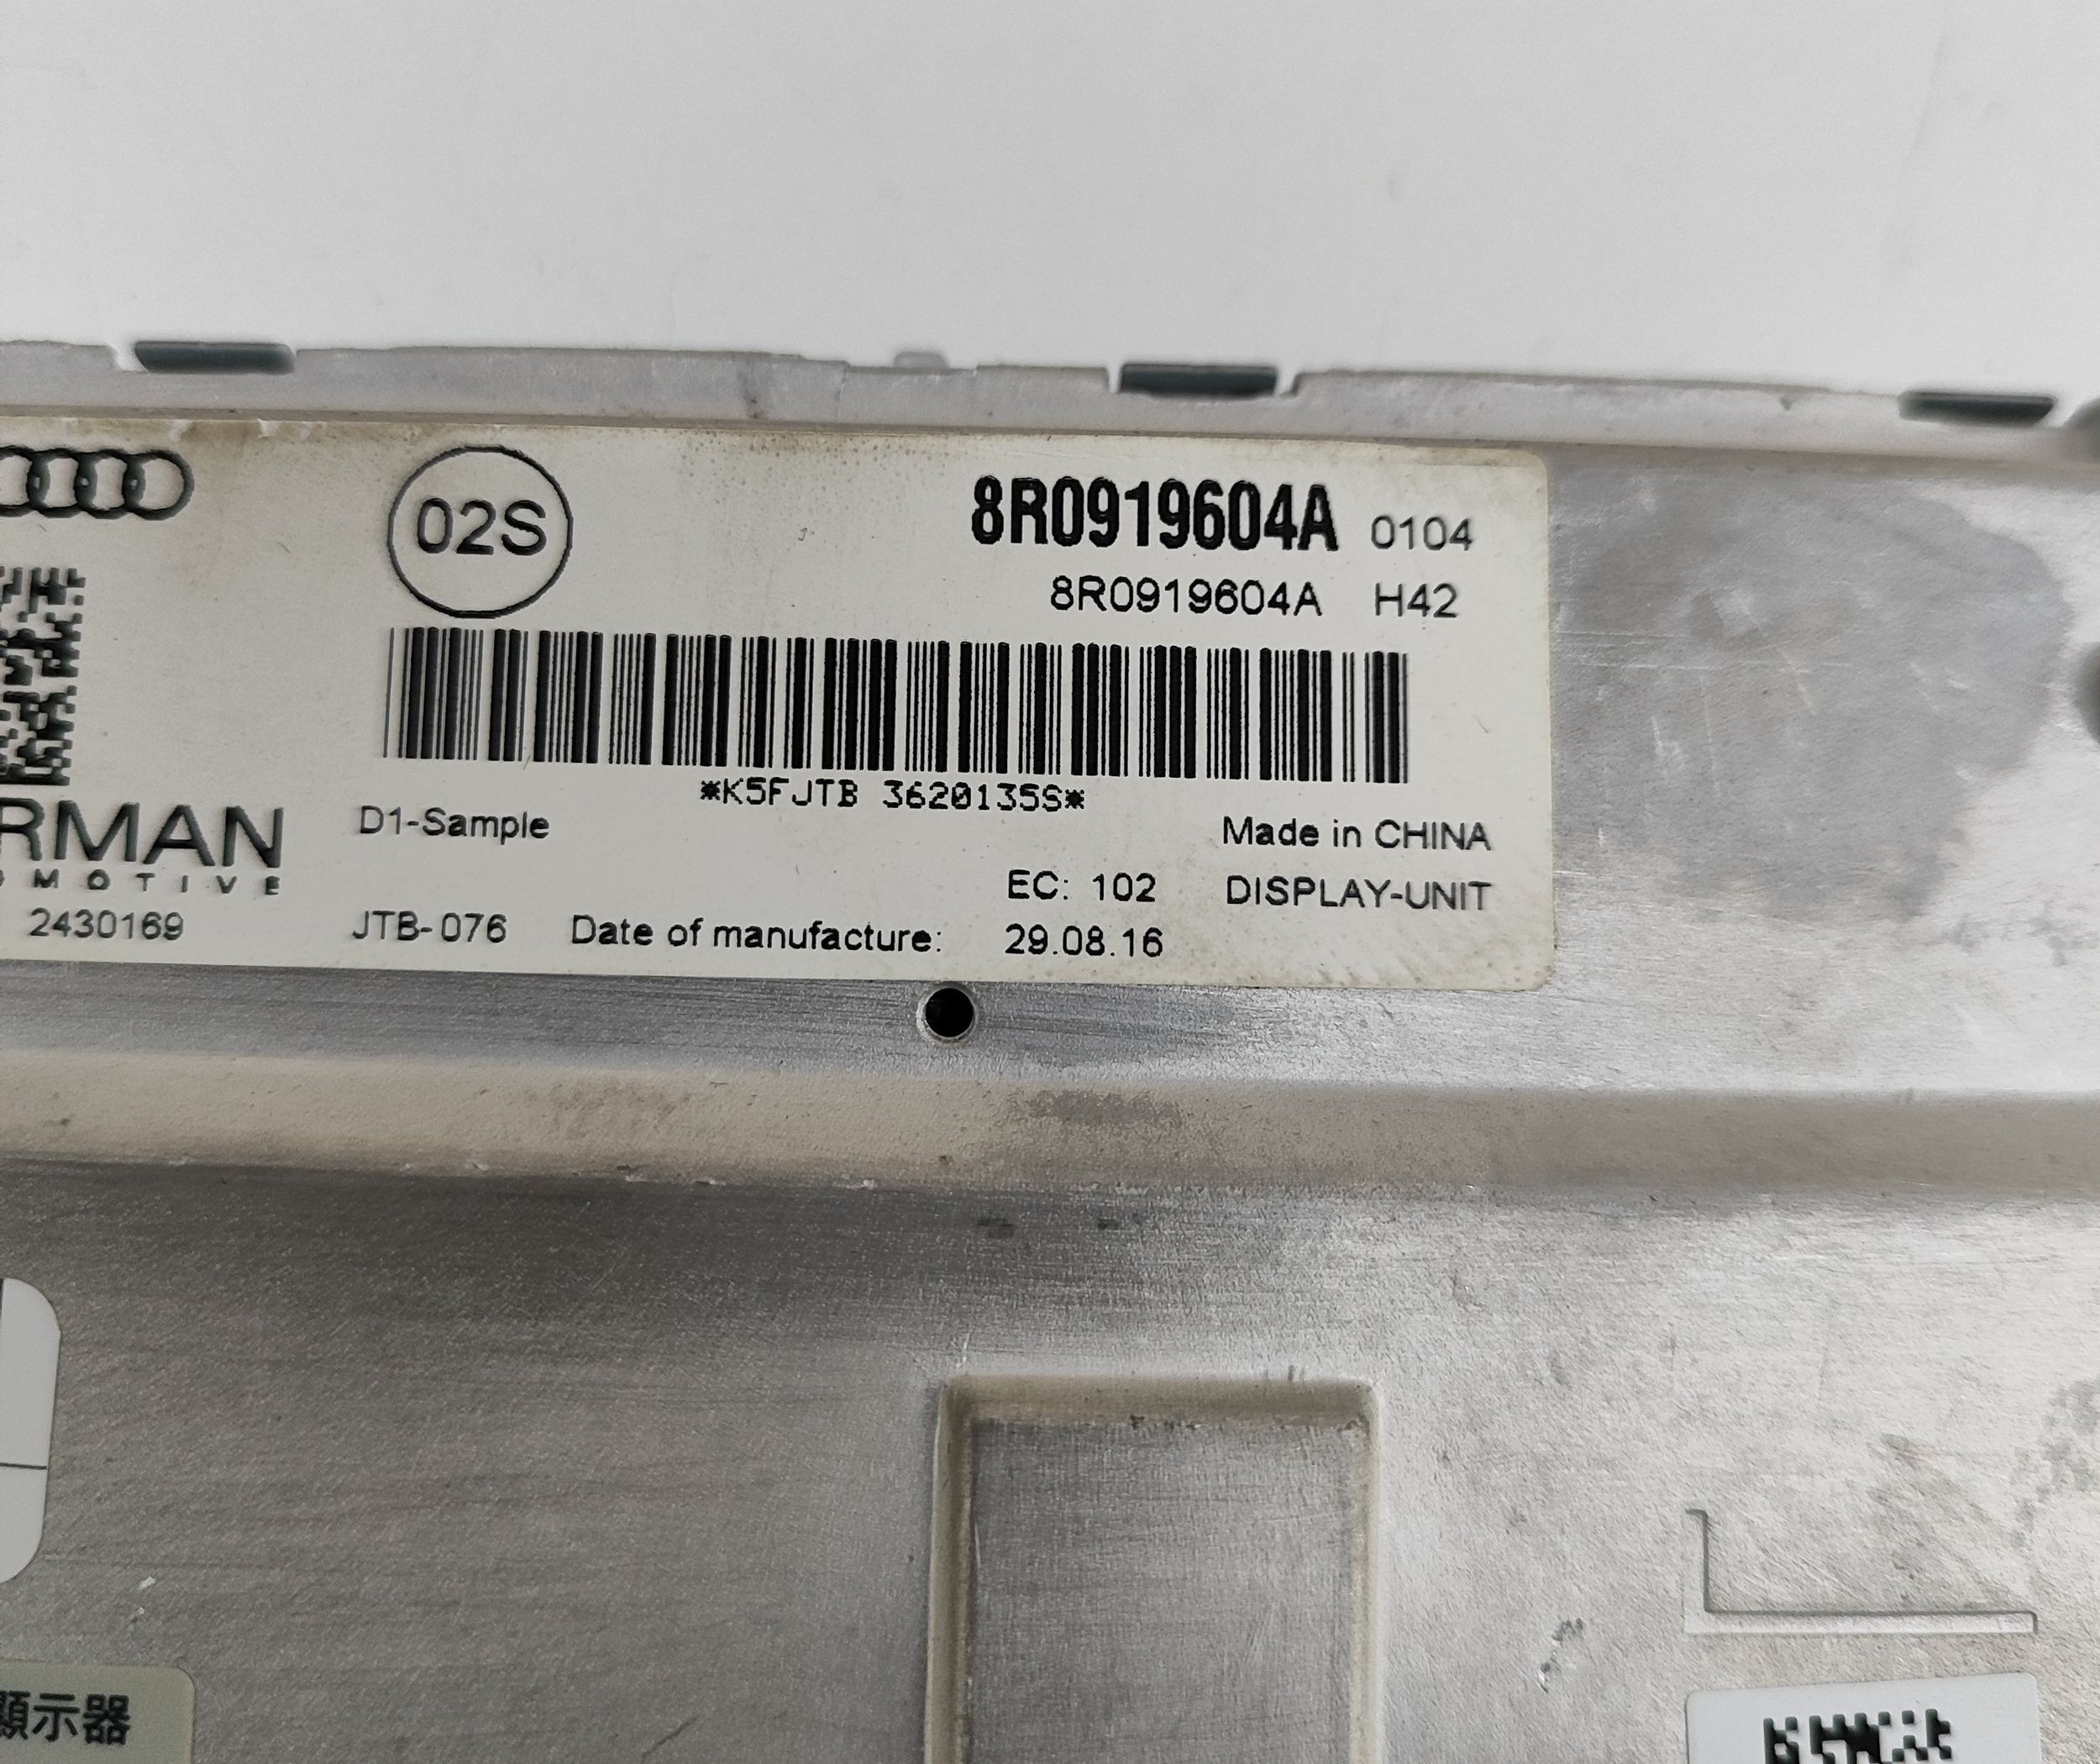 02S
8R0919604A 0104
8R0919604A H42
*K5FJTB 3620135S*
RMAN
D1-Sample
Made in CHINA
OMOTIVE
EC: 102 DISPLAY-UNIT
2430169 JTB-076 Date of manufacture: 29.08.16
顯示器